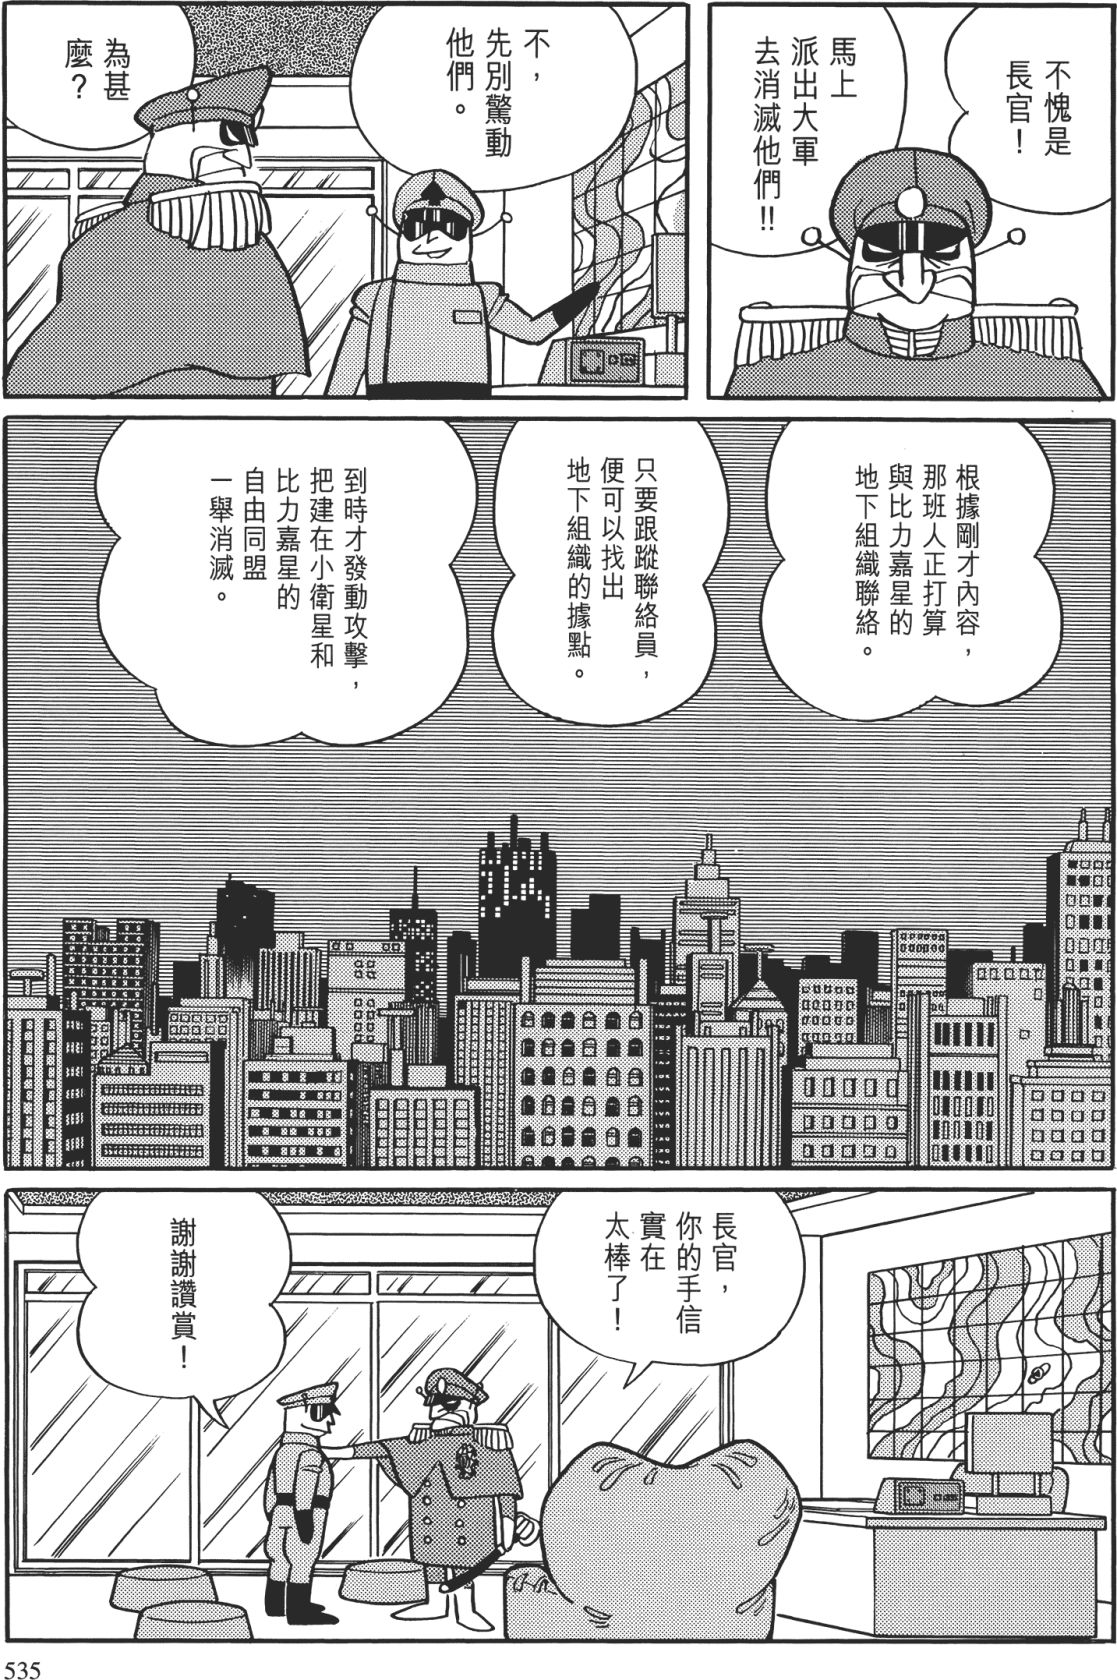 不愧是
長官！
馬上
派出大軍
去消滅他們!!
不，
先別驚動
他們。
為甚
麼？
根據剛才內容，
那班人正打算
與比力嘉星的
地下組織聯絡。
只要跟蹤聯絡員，
便可以找出
地下組織的據點。
到時才發動攻擊，
把建在小衛星和
比力嘉星的
自由同盟
一舉消滅。
長官，
你的手信
實在
太棒了！
謝謝讚賞！
535